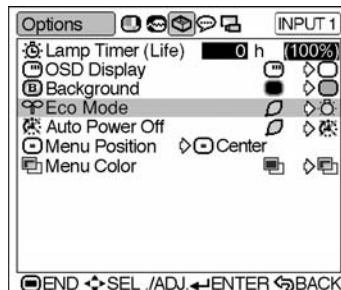 Options INPUT 1
Lamp Timer (Life) 0 h (100%)
OSD Display
B Background
Eco Mode
Auto Power Off
Menu Position Center
Menu Color
END SEL./ADJ. ENTER BACK